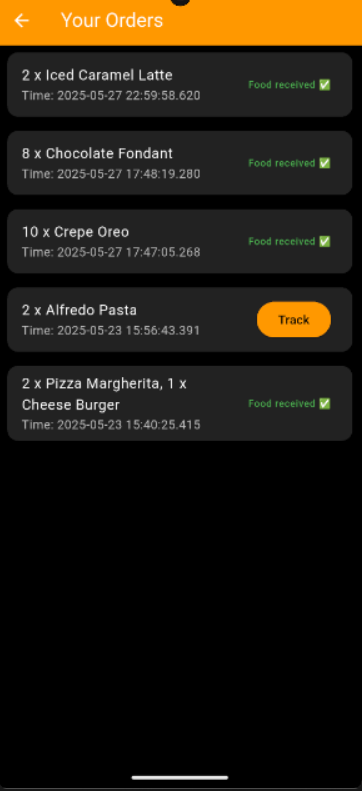 Your Orders
2 x Iced Caramel Latte
Food received ✅
Time: 2025-05-27 22:59:58.620
8 x Chocolate Fondant
Food received ✅
Time: 2025-05-27 17:48:19.280
10 x Crepe Oreo
Food received ✅
Time: 2025-05-27 17:47:05.268
2 x Alfredo Pasta
Track
Time: 2025-05-23 15:56:43.391
2 x Pizza Margherita, 1 x
Cheese Burger
Food received ✅
Time: 2025-05-23 15:40:25.415